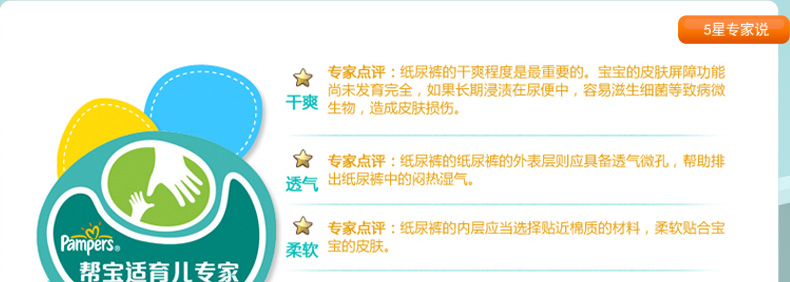 5星专家说
专家点评：纸尿裤的干爽程度是最重要的。宝宝的皮肤屏障功能
干爽
尚未发育完全，如果长期浸渍在尿便中，容易滋生细菌等致病微
生物，造成皮肤损伤。
专家点评：纸尿裤的纸尿裤的外表层则应具备透气微孔，帮助排
透气
出纸尿裤中的闷热湿气。
专家点评：纸尿裤的内层应当选择贴近棉质的材料，柔软贴合宝
柔软
宝的皮肤。
Pampers®
帮宝适育儿专家